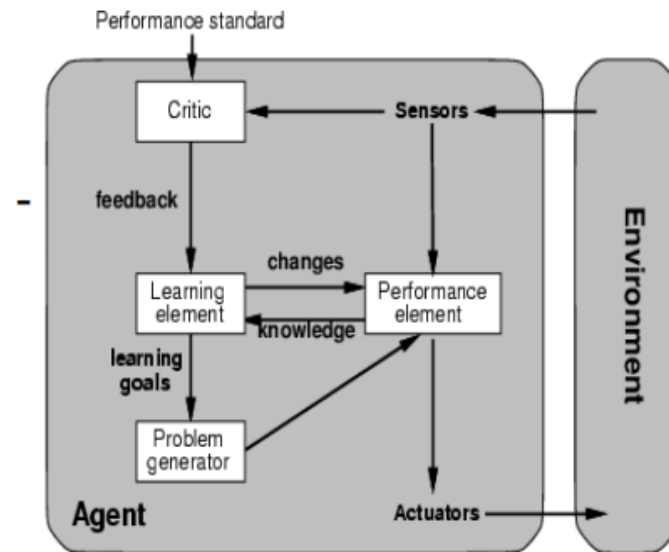 Performance standard
Critic
Sensors
feedback
changes
Learning
element
Performance
element
knowledge
learning
goals
Problem
generator
Agent
Actuators
Environment